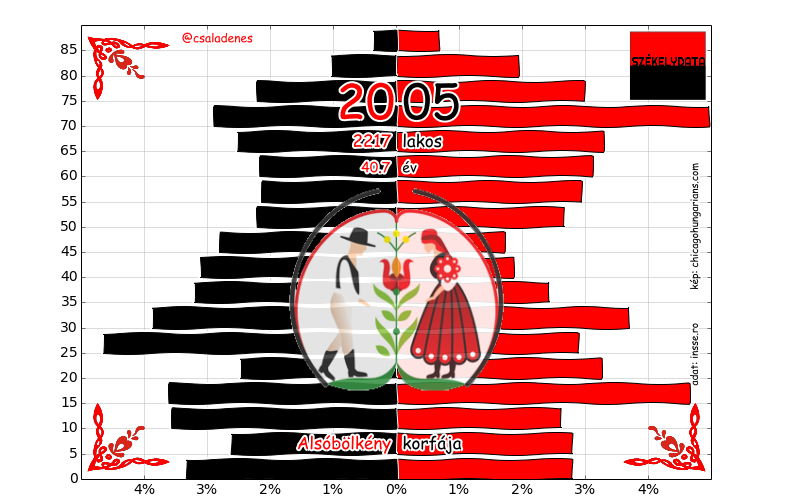 @csaladenes
SZÉKELYDATA
2005
2217 lakos
40.7 év
kép: chicagohungarians.com
adat: insse.ro
Alsóbölkény korfája
85
80
75
70
65
60
55
50
45
40
35
30
25
20
15
10
5
0
4% 3% 2% 1% 0% 1% 2% 3% 4%